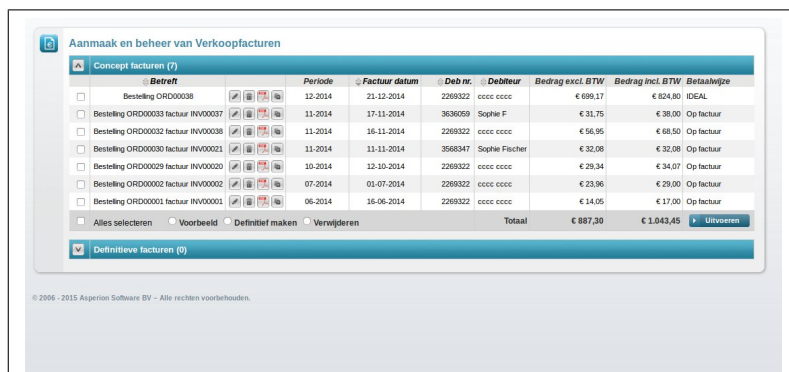 Aanmaak en beheer van Verkoopfacturen
Concept facturen (7)
Betreft Periode Factuur datum Deb nr. Debiteur Bedrag excl. BTW Bedrag incl. BTW Betaalwijze
Bestelling ORD00038 12-2014 21-12-2014 2269322 cccc cccc € 699,17 € 824,80 IDEAL
Bestelling ORD00033 factuur INV00037 11-2014 17-11-2014 3636059 Sophie F € 31,75 € 38,00 Op factuur
Bestelling ORD00032 factuur INV00038 11-2014 16-11-2014 2269322 cccc cccc € 56,95 € 68,50 Op factuur
Bestelling ORD00030 factuur INV00021 11-2014 11-11-2014 3568347 Sophie Fischer € 32,08 € 32,08 Op factuur
Bestelling ORD00029 factuur INV00020 10-2014 12-10-2014 2269322 cccc cccc € 29,34 € 34,07 Op factuur
Bestelling ORD00002 factuur INV00002 07-2014 01-07-2014 2269322 cccc cccc € 23,96 € 29,00 Op factuur
Bestelling ORD00001 factuur INV00001 06-2014 16-06-2014 2269322 cccc cccc € 14,05 € 17,00 Op factuur
Alles selecteren Voorbeeld Definitief maken Verwijderen Totaal € 887,30 € 1.043,45 Uitvoeren
Definitieve facturen (0)
© 2006 - 2015 Asperion Software BV – Alle rechten voorbehouden.